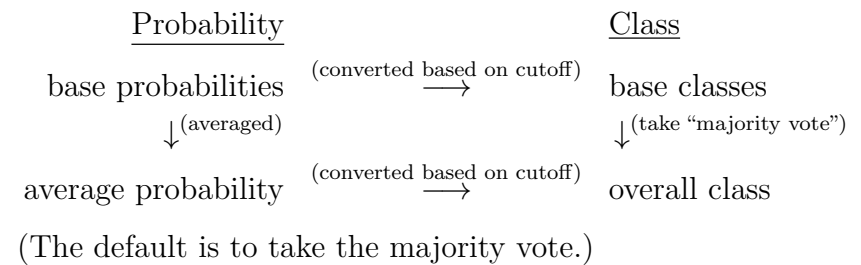 Probability Class
base probabilities (converted based on cutoff) ⟶ base classes
↓(averaged) ↓(take “majority vote”)
average probability (converted based on cutoff) ⟶ overall class
(The default is to take the majority vote.)